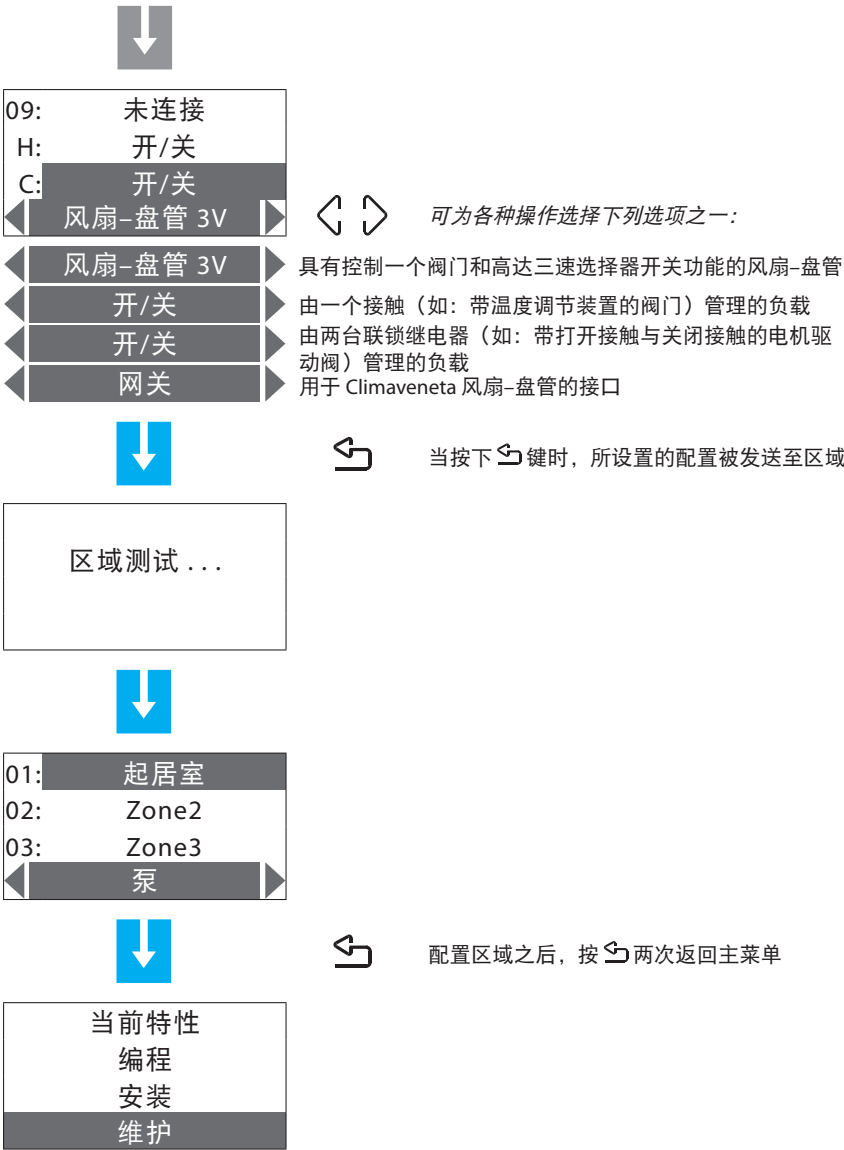 09: 未连接
H: 开/关
C: 开/关
风扇–盘管 3V
可为各种操作选择下列选项之一：
风扇–盘管 3V
具有控制一个阀门和高达三速选择器开关功能的风扇–盘管
开/关
由一个接触（如：带温度调节装置的阀门）管理的负载
开/关
由两台联锁继电器（如：带打开接触与关闭接触的电机驱
动阀）管理的负载
网关
用于 Climaveneta 风扇–盘管的接口
当按下 键时，所设置的配置被发送至区域
区域测试 . . .
01: 起居室
02: Zone2
03: Zone3
泵
配置区域之后，按 两次返回主菜单
当前特性
编程
安装
维护